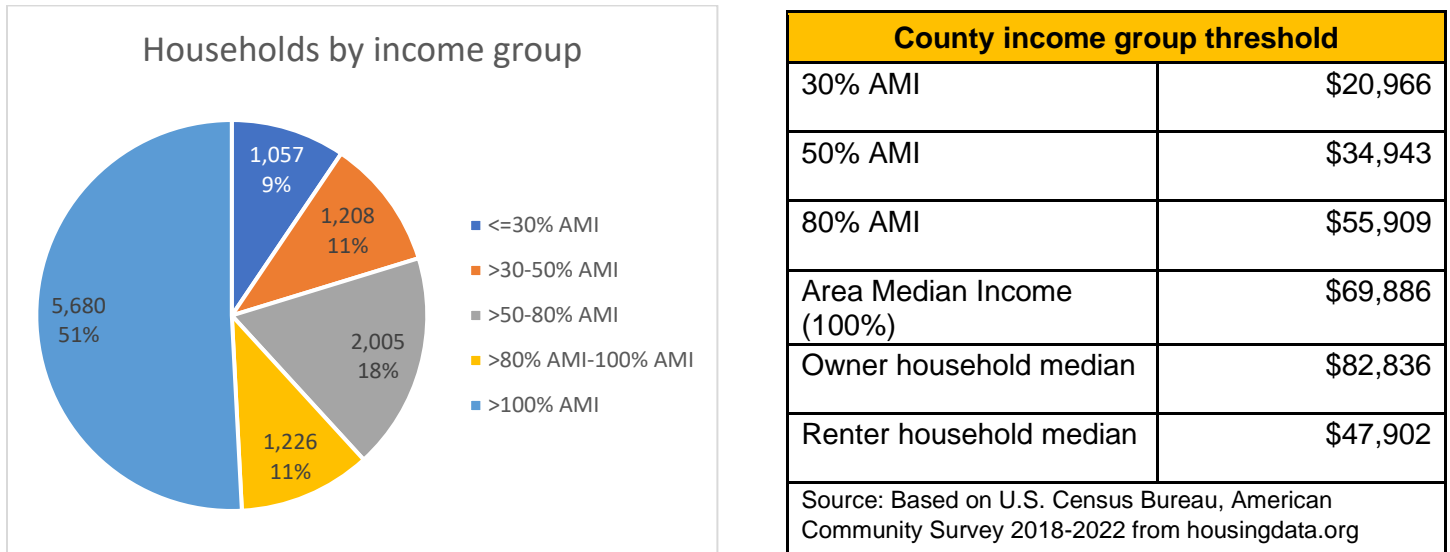 Households by income group
1,057
9%
1,208
11%
2,005
18%
1,226
11%
5,680
51%
<=30% AMI
>30-50% AMI
>50-80% AMI
>80% AMI-100% AMI
>100% AMI
County income group threshold
30% AMI $20,966
50% AMI $34,943
80% AMI $55,909
Area Median Income $69,886
(100%)
Owner household median $82,836
Renter household median $47,902
Source: Based on U.S. Census Bureau, American
Community Survey 2018-2022 from housingdata.org